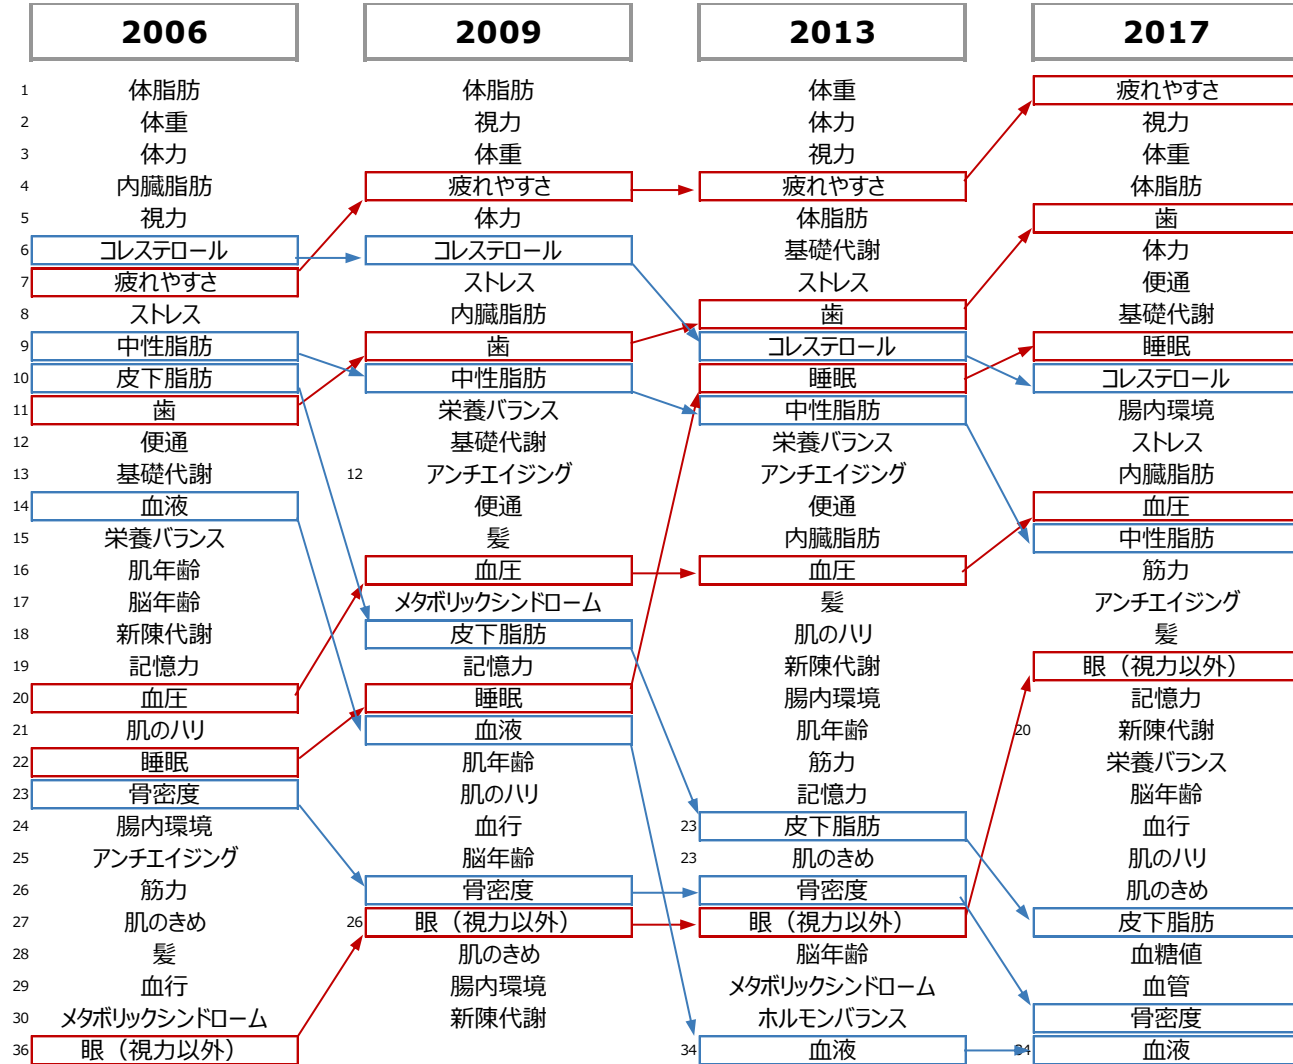 2006 2009 2013 2017
1 体脂肪 体脂肪 体重 疲れやすさ
2 体重 視力 体力 視力
3 体力 体重 視力 体重
4 内臓脂肪 疲れやすさ 疲れやすさ 体脂肪
5 視力 体力 体脂肪 歯
6 コレステロール コレステロール 基礎代謝 体力
7 疲れやすさ ストレス ストレス 便通
8 ストレス 内臓脂肪 歯 基礎代謝
9 中性脂肪 歯 コレステロール 睡眠
10 皮下脂肪 中性脂肪 睡眠 コレステロール
11 歯 栄養バランス 中性脂肪 腸内環境
12 便通 基礎代謝 栄養バランス ストレス
13 基礎代謝 12 アンチエイジング アンチエイジング 内臓脂肪
14 血液 便通 便通 血圧
15 栄養バランス 髪 内臓脂肪 中性脂肪
16 肌年齢 血圧 血圧 筋力
17 脳年齢 メタボリックシンドローム 髪 アンチエイジング
18 新陳代謝 皮下脂肪 肌のハリ 髪
19 記憶力 記憶力 新陳代謝 眼（視力以外）
20 血圧 睡眠 腸内環境 記憶力
21 肌のハリ 血液 肌年齢 20 新陳代謝
22 睡眠 肌年齢 筋力 栄養バランス
23 骨密度 肌のハリ 記憶力 脳年齢
24 腸内環境 血行 23 皮下脂肪 血行
25 アンチエイジング 脳年齢 23 肌のきめ 肌のハリ
26 筋力 骨密度 骨密度 肌のきめ
27 肌のきめ 26 眼（視力以外） 眼（視力以外） 皮下脂肪
28 髪 肌のきめ 脳年齢 血糖値
29 血行 腸内環境 メタボリックシンドローム 血管
30 メタボリックシンドローム 新陳代謝 ホルモンバランス 骨密度
36 眼（視力以外） 34 血液 34 血液